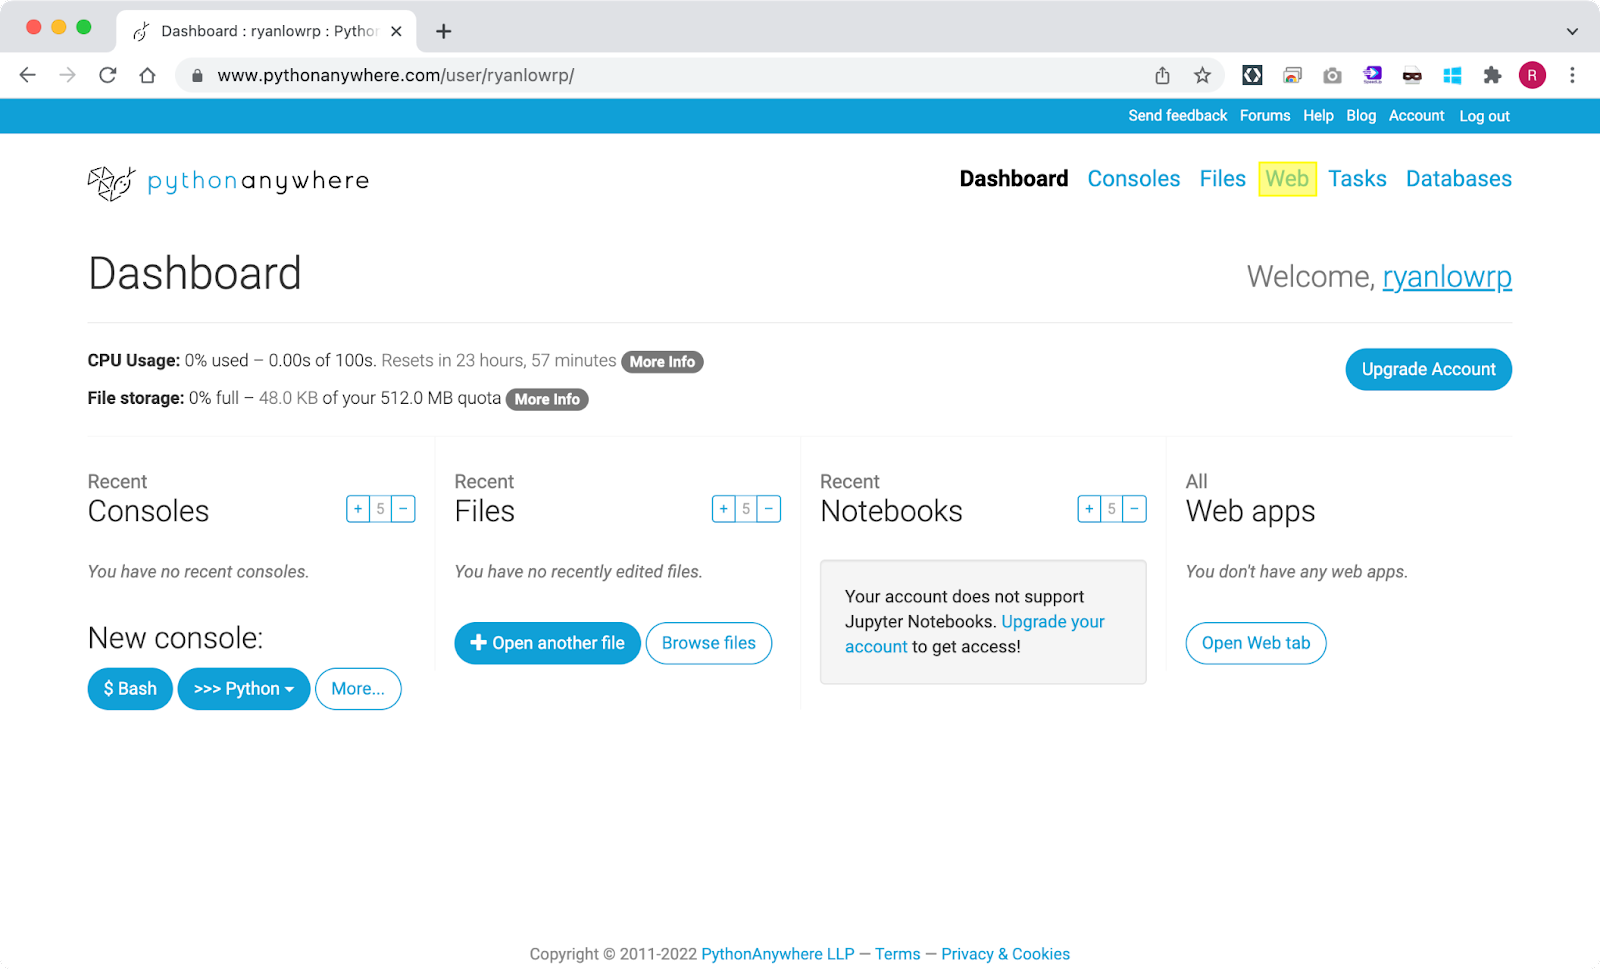 Dashboard : ryanlowrp : Pythor
www.pythonanywhere.com/user/ryanlowrp/
R
Send feedback Forums Help Blog Account Log out
pythonanywhere
Dashboard Consoles Files Web Tasks Databases
Dashboard
Welcome, ryanlowrp
CPU Usage: 0% used – 0.00s of 100s. Resets in 23 hours, 57 minutes More Info
Upgrade Account
File storage: 0% full – 48.0 KB of your 512.0 MB quota More Info
Recent
Consoles
+ 5 −
You have no recent consoles.
New console:
$ Bash >>> Python More...
Recent
Files
+ 5 −
You have no recently edited files.
Open another file Browse files
Recent
Notebooks
+ 5 −
Your account does not support
Jupyter Notebooks. Upgrade your
account to get access!
All
Web apps
You don't have any web apps.
Open Web tab
Copyright © 2011-2022 PythonAnywhere LLP — Terms — Privacy & Cookies